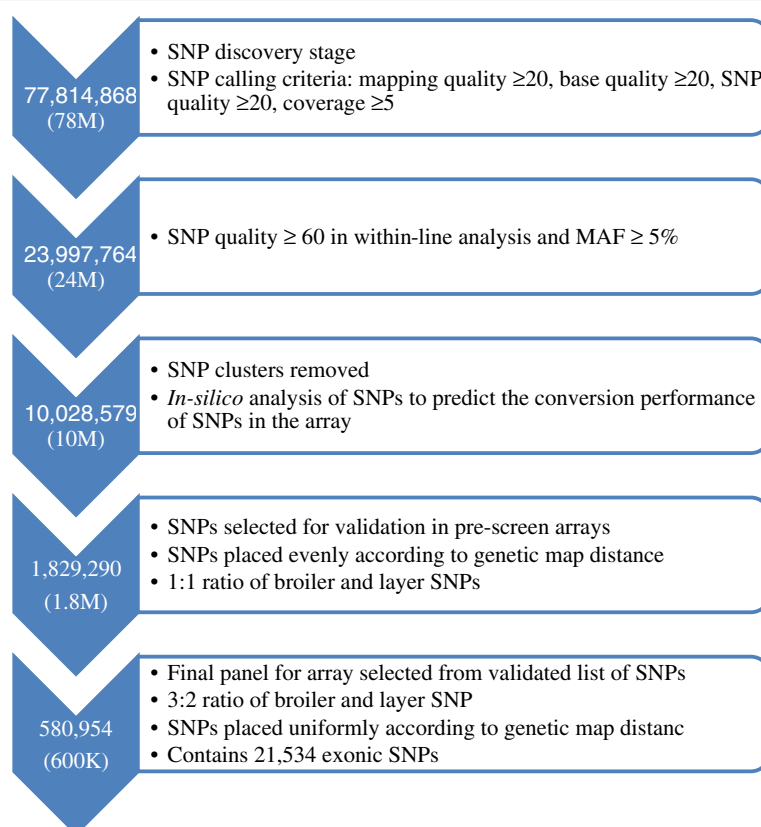 77,814,868
(78M)
• SNP discovery stage
• SNP calling criteria: mapping quality ≥20, base quality ≥20, SNP
quality ≥20, coverage ≥5
23,997,764
(24M)
• SNP quality ≥ 60 in within-line analysis and MAF ≥ 5%
10,028,579
(10M)
• SNP clusters removed
• In-silico analysis of SNPs to predict the conversion performance
of SNPs in the array
1,829,290
(1.8M)
• SNPs selected for validation in pre-screen arrays
• SNPs placed evenly according to genetic map distance
• 1:1 ratio of broiler and layer SNPs
580,954
(600K)
• Final panel for array selected from validated list of SNPs
• 3:2 ratio of broiler and layer SNP
• SNPs placed uniformly according to genetic map distanc
• Contains 21,534 exonic SNPs